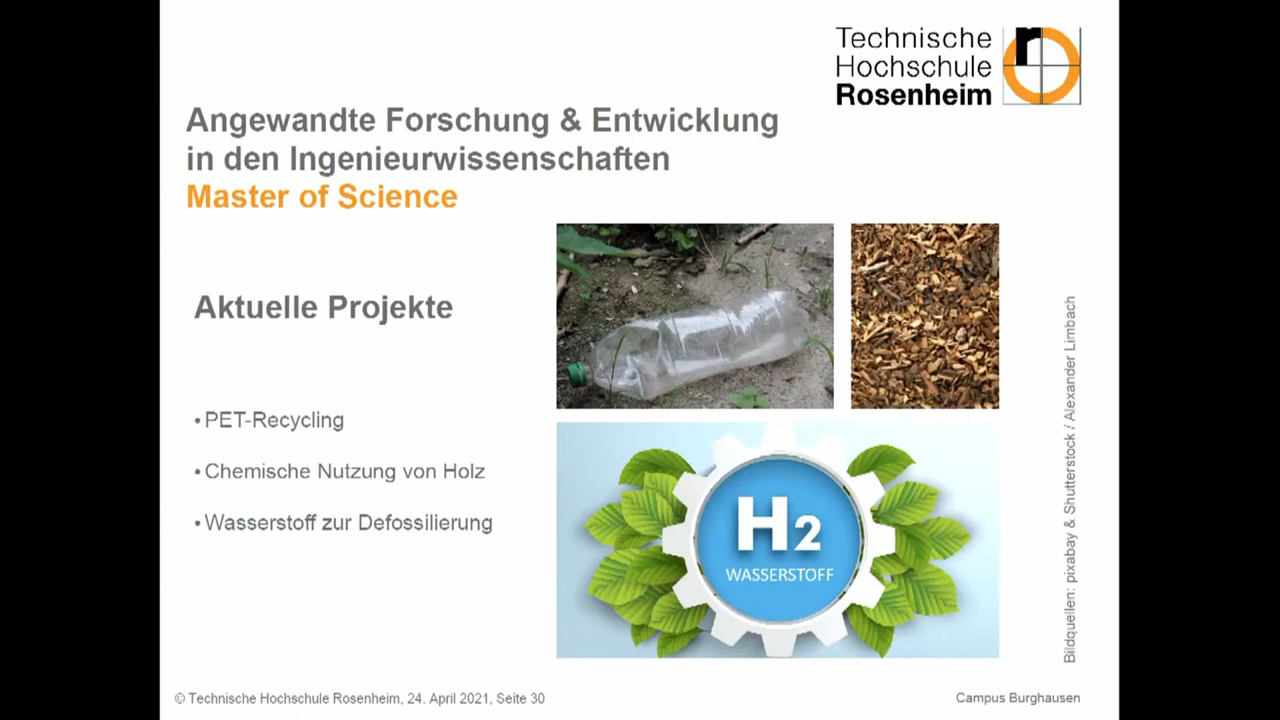 Technische
Hochschule
Rosenheim
Angewandte Forschung & Entwicklung
in den Ingenieurwissenschaften
Master of Science
Aktuelle Projekte
• PET-Recycling
• Chemische Nutzung von Holz
• Wasserstoff zur Defossilierung
H2
WASSERSTOFF
Bildquellen: pixabay & Shutterstock / Alexander Limbach
© Technische Hochschule Rosenheim, 24. April 2021, Seite 30
Campus Burghausen